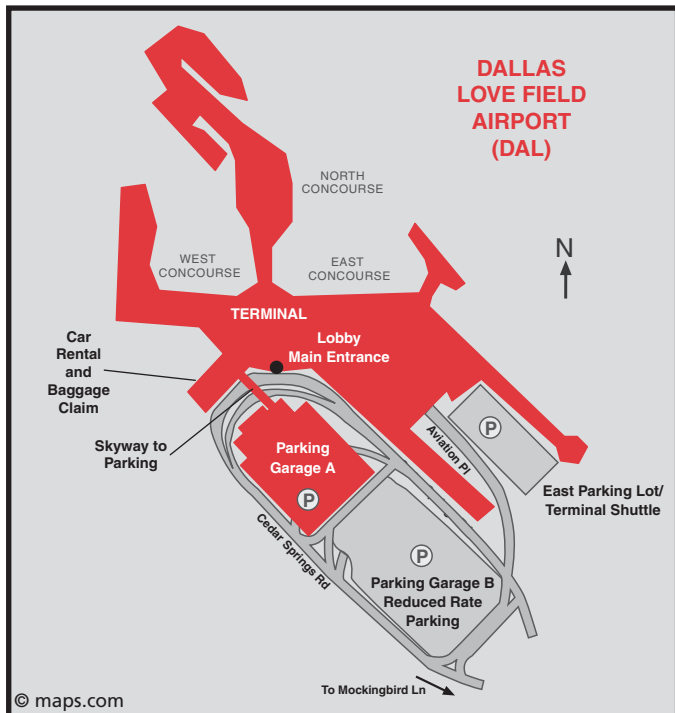 DALLAS
LOVE FIELD
AIRPORT
(DAL)
NORTH
CONCOURSE
WEST
CONCOURSE
EAST
CONCOURSE
N
TERMINAL
Lobby
Main Entrance
Car
Rental
and
Baggage
Claim
Skyway to
Parking
Parking
Garage A
P
Aviation Pl
P
East Parking Lot/
Terminal Shuttle
Cedar Springs Rd
P
Parking Garage B
Reduced Rate
Parking
To Mockingbird Ln
© maps.com